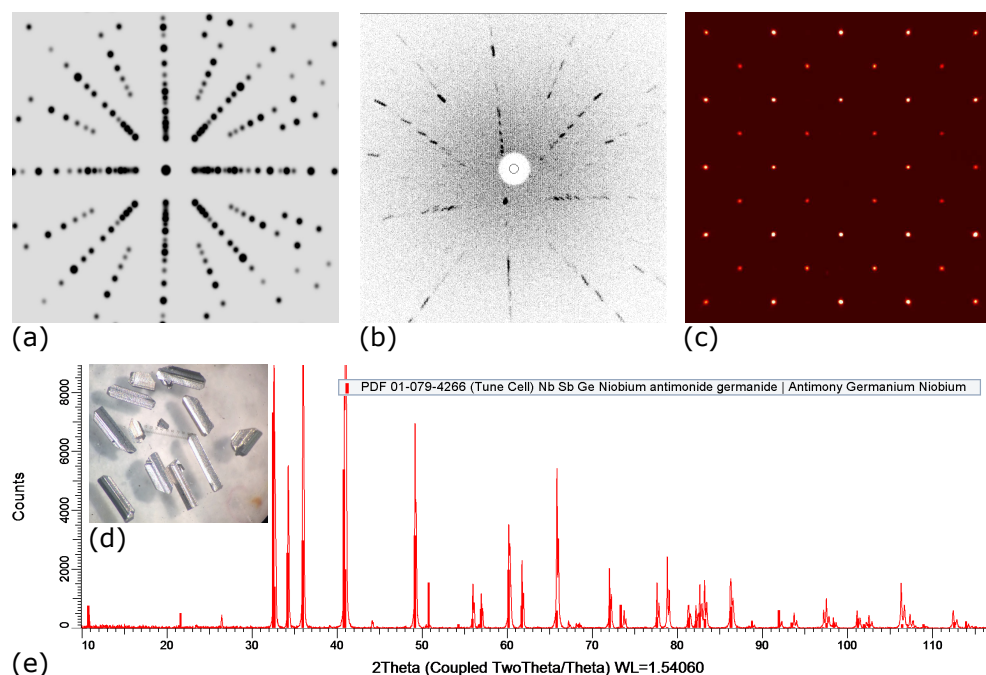 (a)
(b)
(c)
PDF 01-079-4266 (Tune Cell) Nb Sb Ge Niobium antimonide germanide | Antimony Germanium Niobium
Counts
8000
6000
4000
2000
0
(d)
10 20 30 40 50 60 70 80 90 100 110
2Theta (Coupled TwoTheta/Theta) WL=1.54060
(e)